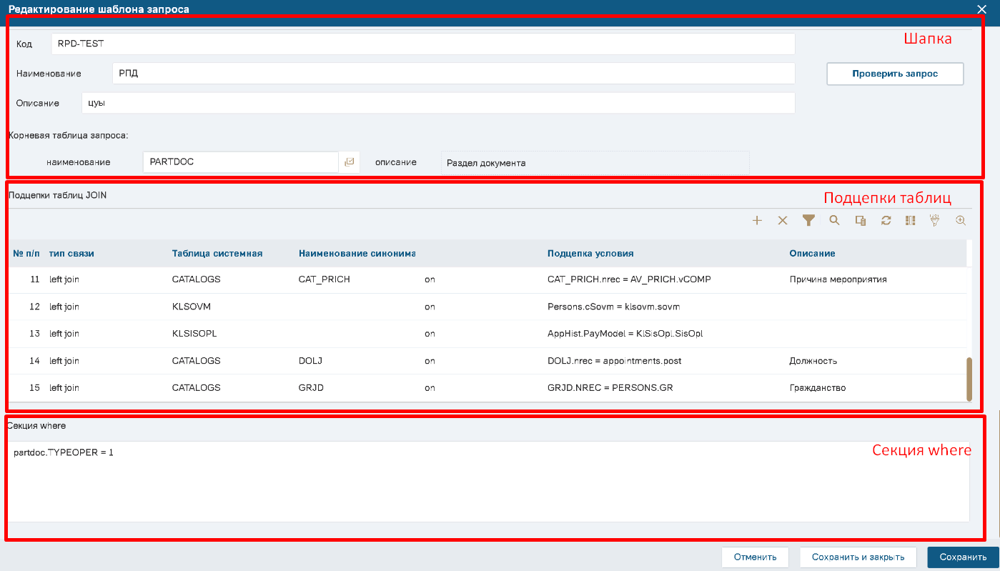 Редактирование шаблона запроса
Шапка
Код RPD-TEST
Наименование РПД Проверить запрос
Описание цуы
Корневая таблица запроса:
наименование PARTDOC описание Раздел документа
Подцепки таблиц JOIN Подцепки таблиц
№ п/п тип связи Таблица системная Наименование синонима Подцепка условия Описание
11 left join CATALOGS CAT_PRICH on CAT_PRICH.nrec = AV_PRICH.vCOMP Причина мероприятия
12 left join KLSOVM on Persons.cSovm = klsovm.sovm
13 left join KLSISOPL on AppHist.PayModel = KlSisOpl.SisOpl
14 left join CATALOGS DOLJ on DOLJ.nrec = appointments.post Должность
15 left join CATALOGS GRJD on GRJD.NREC = PERSONS.GR Гражданство
Секция where
partdoc.TYPEOPER = 1 Секция where
Отменить Сохранить и закрыть Сохранить